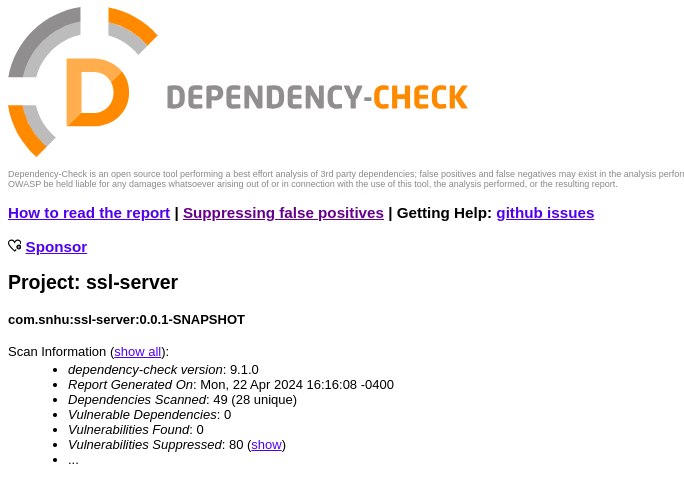 DEPENDENCY-CHECK
Dependency-Check is an open source tool performing a best effort analysis of 3rd party dependencies; false positives and false negatives may exist in the analysis
OWASP be held liable for any damages whatsoever arising out of or in connection with the use of this tool, the analysis performed, or the resulting report.
How to read the report | Suppressing false positives | Getting Help: github issues
Sponsor
Project: ssl-server
com.snhu:ssl-server:0.0.1-SNAPSHOT
Scan Information (show all):
• dependency-check version: 9.1.0
• Report Generated On: Mon, 22 Apr 2024 16:16:08 -0400
• Dependencies Scanned: 49 (28 unique)
• Vulnerable Dependencies: 0
• Vulnerabilities Found: 0
• Vulnerabilities Suppressed: 80 (show)
• ...